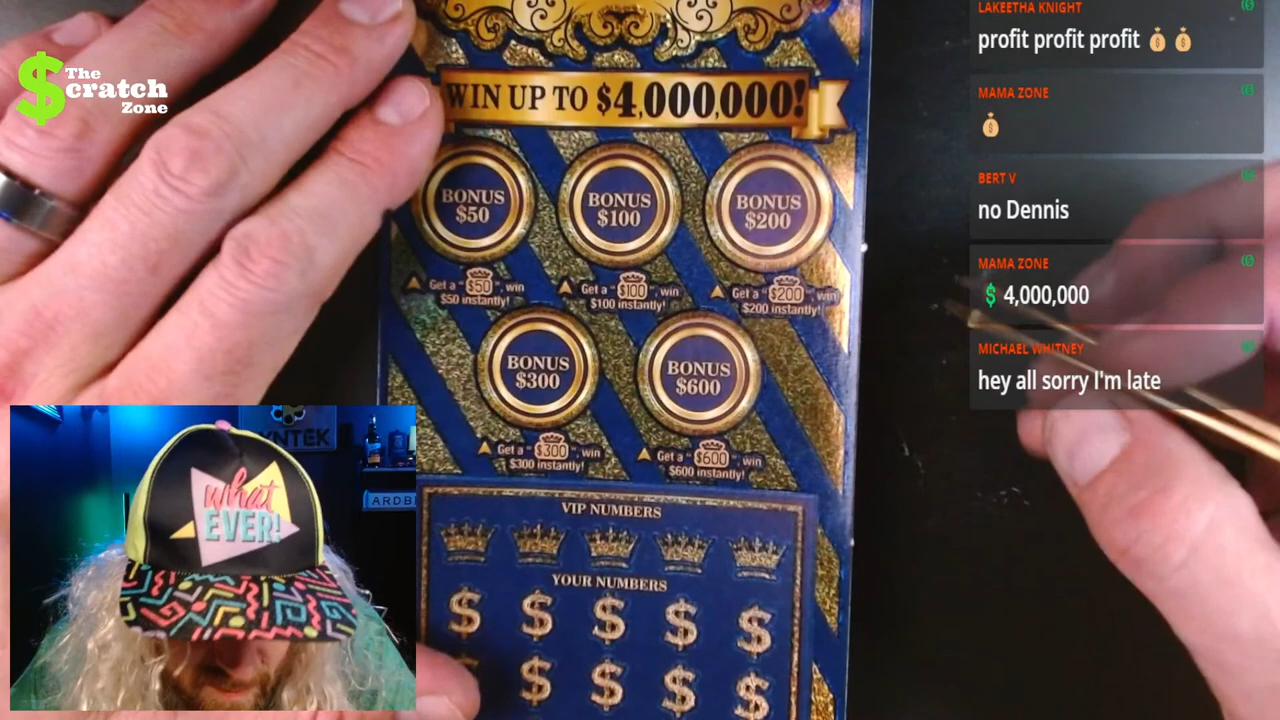 The
$cratch
Zone
WIN UP TO $4,000,000!
BONUS
$50
BONUS
$100
BONUS
$200
Get a "$50", win
$50 instantly!
Get a "$100", win
$100 instantly!
Get a "$200", win
$200 instantly!
BONUS
$300
BONUS
$600
Get a "$300", win
$300 instantly!
Get a "$600", win
$600 instantly!
VIP NUMBERS
YOUR NUMBERS
$ $ $ $ $
$ $ $ $
LAKEETHA KNIGHT
profit profit profit 💰 💰
MAMA ZONE
💰
BERT V
no Dennis
MAMA ZONE
$ 4,000,000
MICHAEL WHITNEY
hey all sorry I'm late
YNTEK
ARDB
What
EVER!